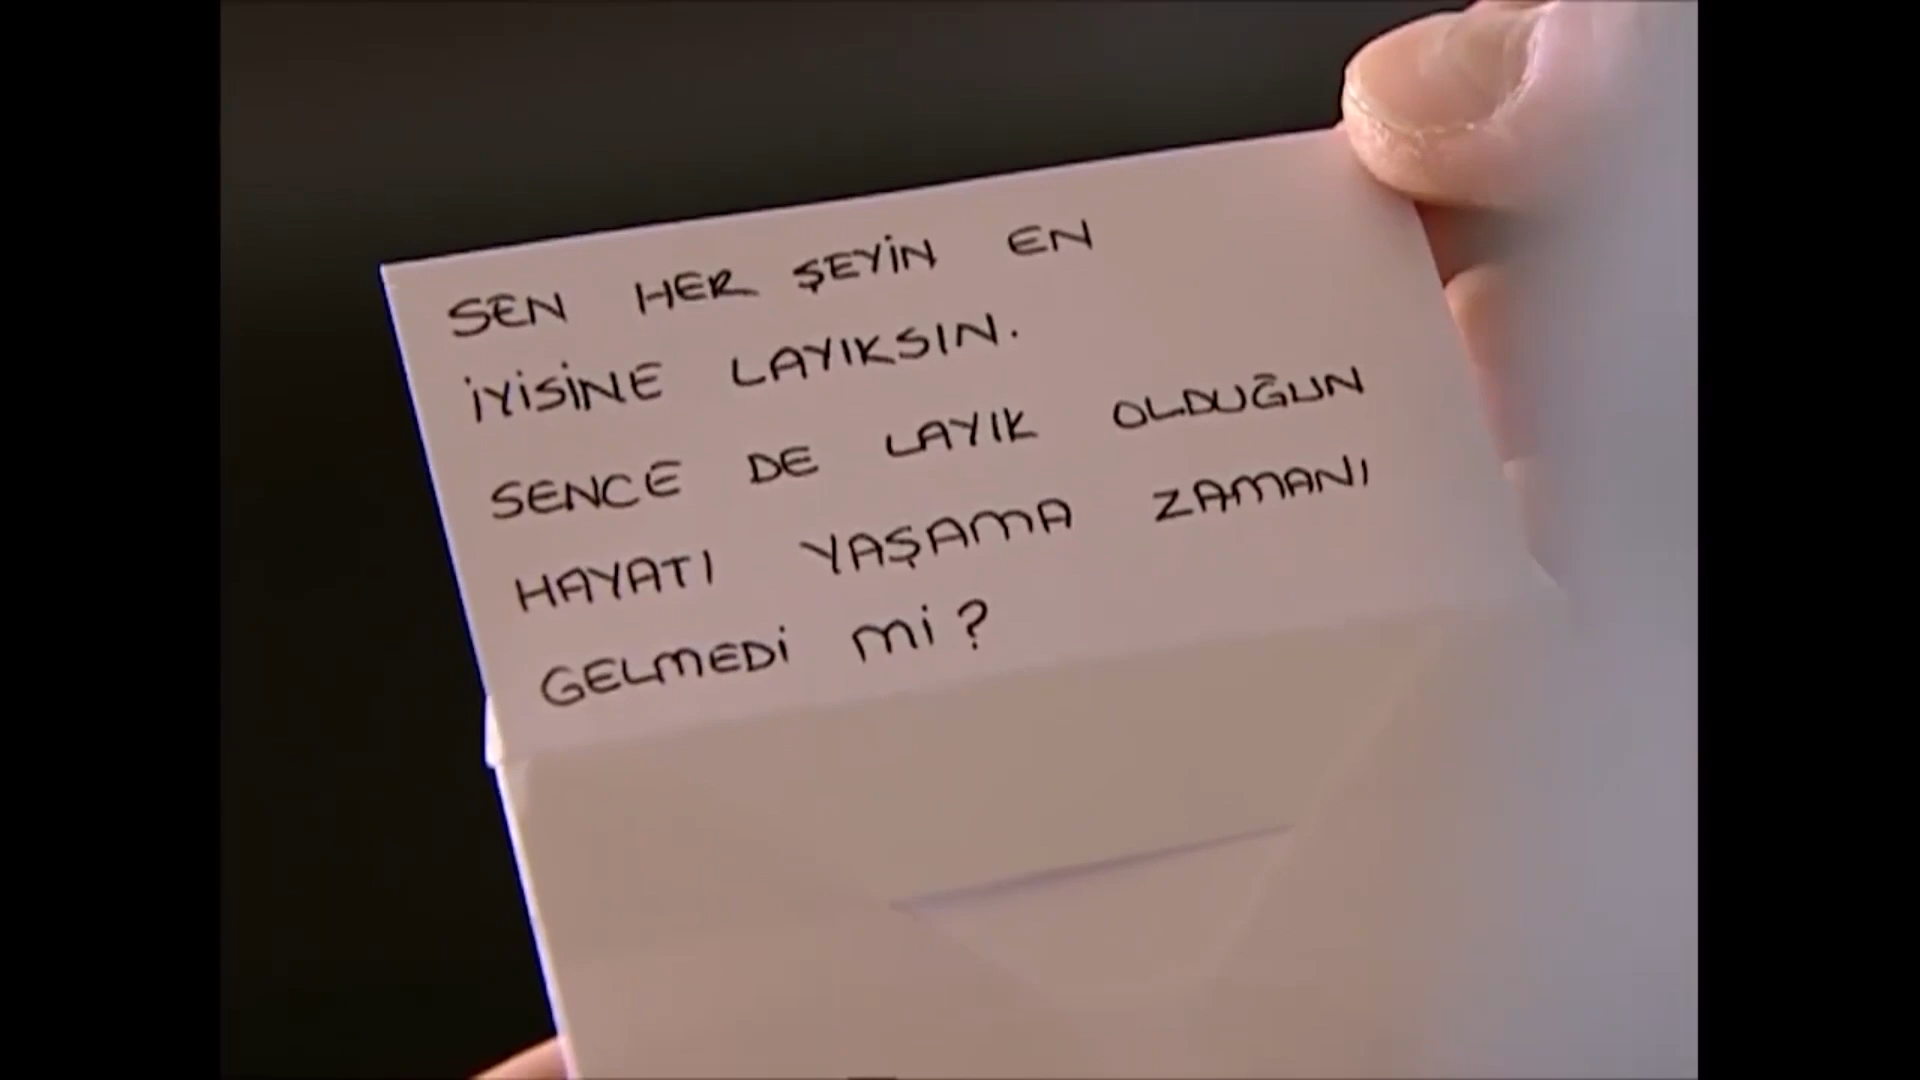 SEN HER ŞEYİN EN
İYİSİNE LAYIKSIN.
SENCE DE LAYIK OLDUĞUN
HAYATI YAŞAMA ZAMANI
GELMEDİ Mİ?